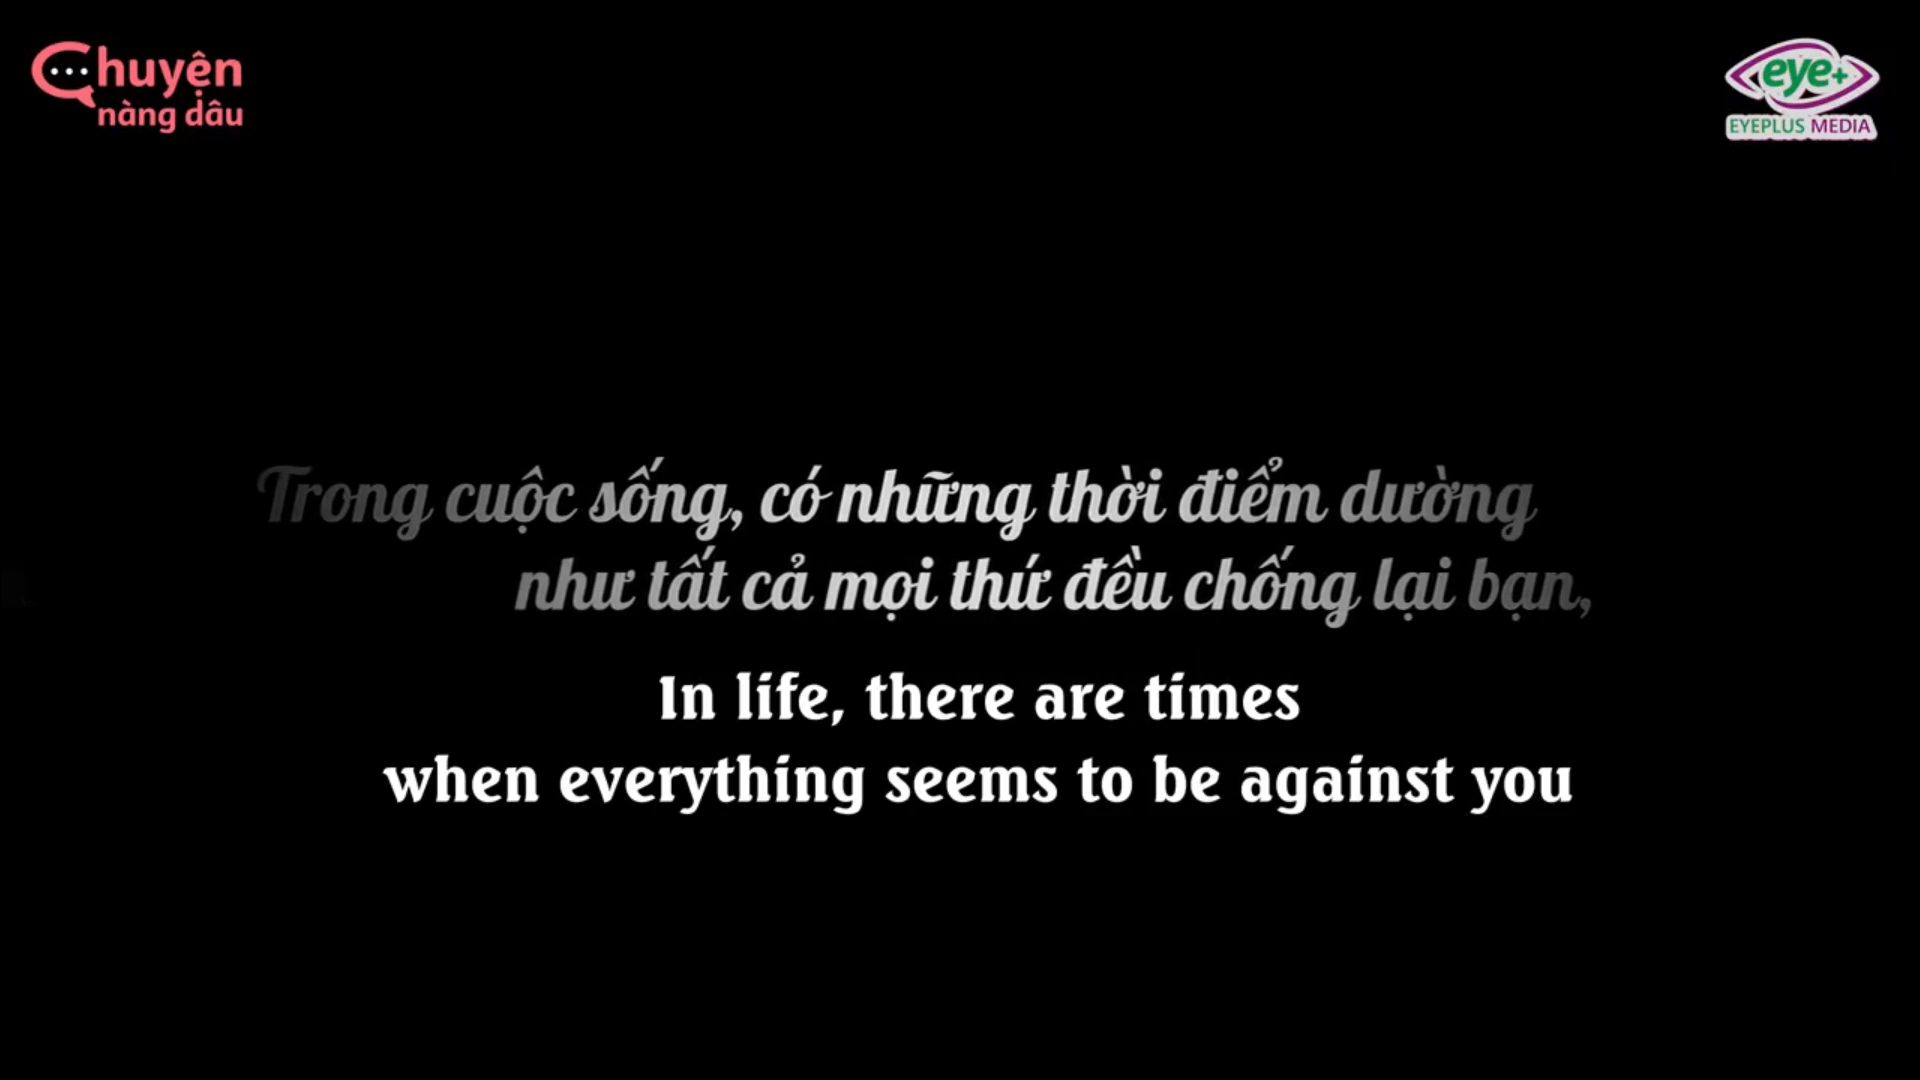 Chuyện
nàng dâu
eye+
EYEPLUS MEDIA
Trong cuộc sống, có những thời điểm dường
như tất cả mọi thứ đều chống lại bạn,
In life, there are times
when everything seems to be against you